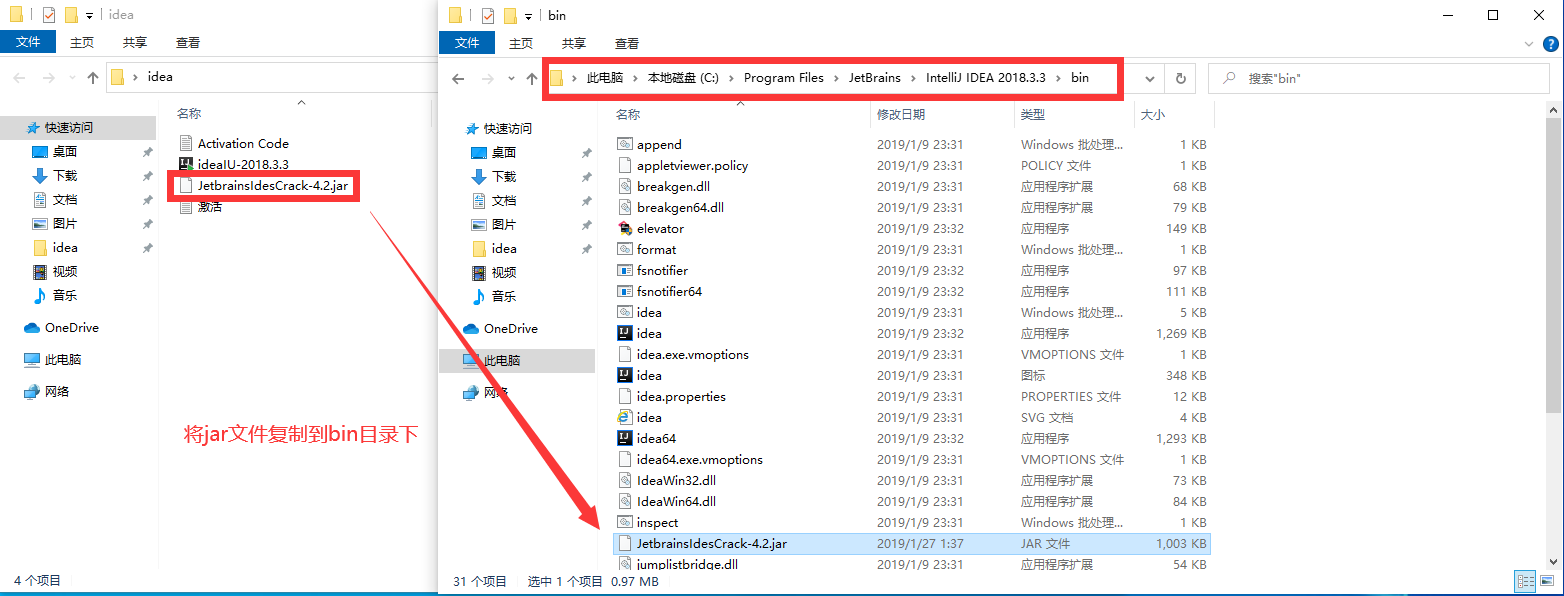 idea
文件 主页 共享 查看
idea
名称
快速访问
桌面
下载
文档
图片
idea
视频
音乐
OneDrive
此电脑
网络
Activation Code
ideaIU-2018.3.3
JetbrainsIdesCrack-4.2.jar
激活
将jar文件复制到bin目录下
4 个项目
bin
文件 主页 共享 查看
?
此电脑 本地磁盘 (C:) Program Files JetBrains IntelliJ IDEA 2018.3.3 bin
搜索"bin"
快速访问
桌面
下载
文档
图片
idea
视频
音乐
OneDrive
此电脑
网络
名称 修改日期 类型 大小
append 2019/1/9 23:31 Windows 批处理... 1 KB
appletviewer.policy 2019/1/9 23:31 POLICY 文件 1 KB
breakgen.dll 2019/1/9 23:31 应用程序扩展 68 KB
breakgen64.dll 2019/1/9 23:31 应用程序扩展 79 KB
elevator 2019/1/9 23:32 应用程序 149 KB
format 2019/1/9 23:31 Windows 批处理... 1 KB
fsnotifier 2019/1/9 23:32 应用程序 97 KB
fsnotifier64 2019/1/9 23:32 应用程序 111 KB
idea 2019/1/9 23:31 Windows 批处理... 5 KB
idea 2019/1/9 23:32 应用程序 1,269 KB
idea.exe.vmoptions 2019/1/9 23:31 VMOPTIONS 文件 1 KB
idea 2019/1/9 23:31 图标 348 KB
idea.properties 2019/1/9 23:31 PROPERTIES 文件 12 KB
idea 2019/1/9 23:31 SVG 文档 4 KB
idea64 2019/1/9 23:32 应用程序 1,293 KB
idea64.exe.vmoptions 2019/1/9 23:31 VMOPTIONS 文件 1 KB
IdeaWin32.dll 2019/1/9 23:31 应用程序扩展 73 KB
IdeaWin64.dll 2019/1/9 23:31 应用程序扩展 84 KB
inspect 2019/1/9 23:31 Windows 批处理... 1 KB
JetbrainsIdesCrack-4.2.jar 2019/1/27 1:37 JAR 文件 1,003 KB
jumplistbridge.dll 2019/1/9 23:31 应用程序扩展 54 KB
31 个项目 选中 1 个项目 0.97 MB